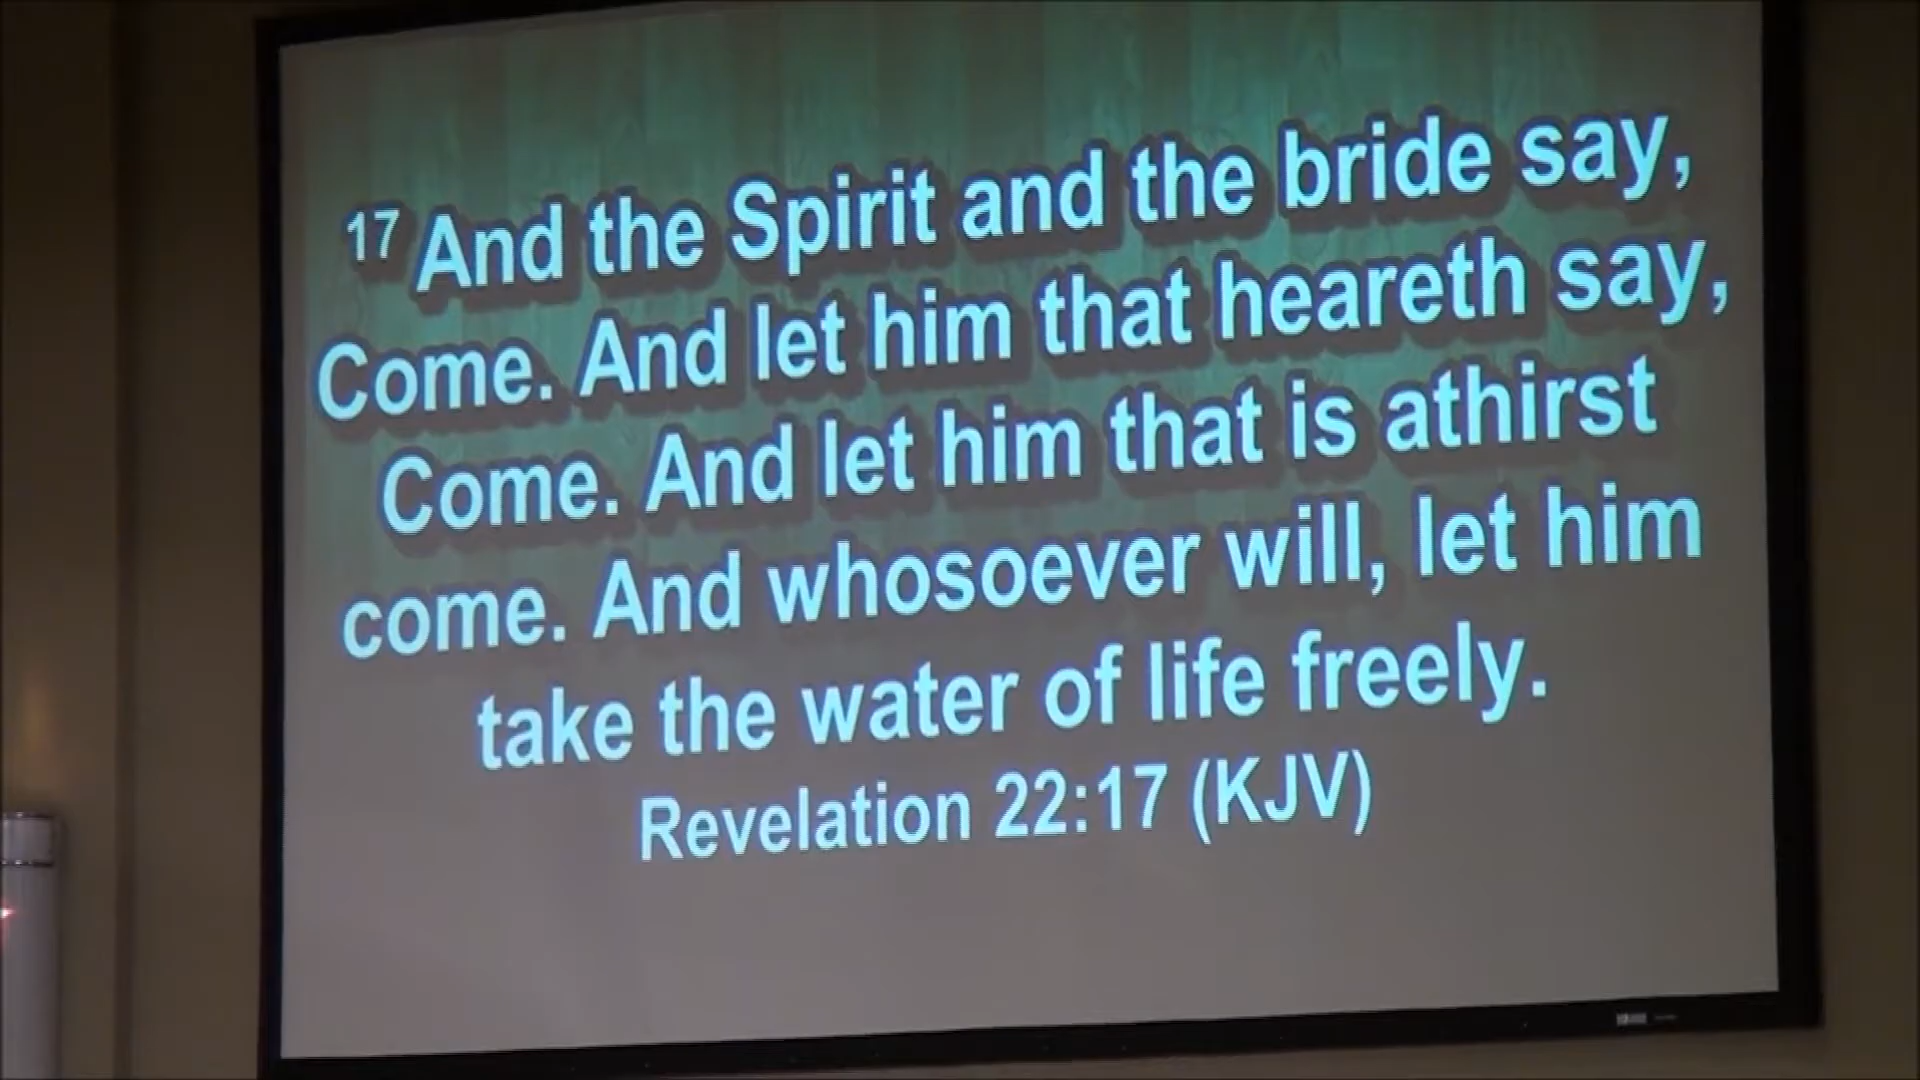 17 And the Spirit and the bride say,
Come. And let him that heareth say,
Come. And let him that is athirst
come. And whosoever will, let him
take the water of life freely.
Revelation 22:17 (KJV)